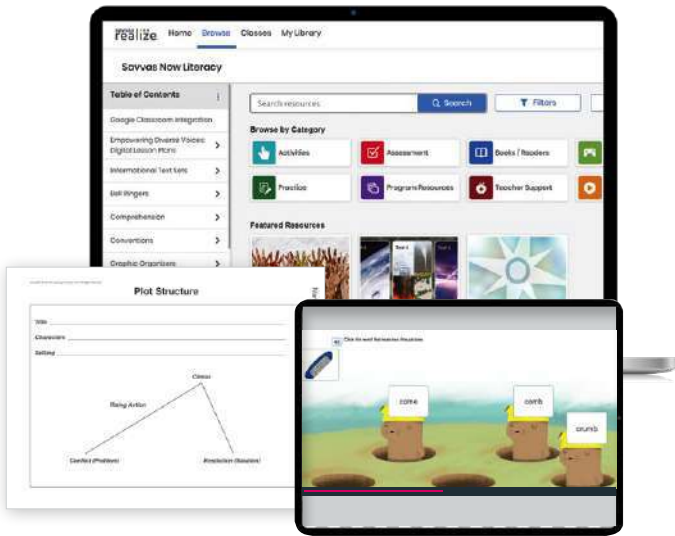 realize. Home Browse Classes My Library
Savvas Now Literacy
Table of Contents
Google Classroom Integration
Empowering Diverse Voices:
Digital Lesson Plans
Informational Text Sets
Bell Ringers
Comprehension
Conventions
Graphic Organizers
Search resources
Search
Filters
Browse by Category
Activities
Assessment
Books / Readers
Practice
Program Resources
Teacher Support
Featured Resources
Plot Structure
Title
Characters
Setting
Climax
Rising Action
Conflict (Problem)
Resolution (Solution)
come
comb
crumb